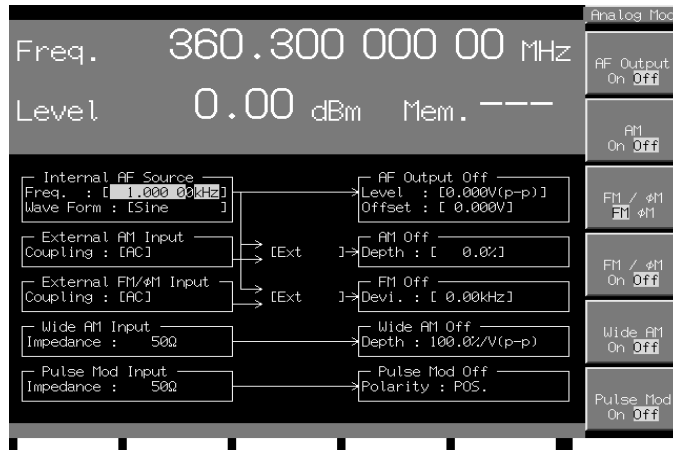 Analog Mod
Freq. 360.300 000 00 MHz
Level 0.00 dBm Mem. ---
AF Output
On Off
AM
On Off
FM / φM
FM φM
FM / φM
On Off
Wide AM
On Off
Pulse Mod
On Off
Internal AF Source
Freq. : [ 1.000 00kHz]
Wave Form : [Sine ]
AF Output Off
Level : [0.000V(p-p)]
Offset : [ 0.000V]
External AM Input
Coupling : [AC]
[Ext ]
AM Off
Depth : [ 0.0%]
External FM/φM Input
Coupling : [AC]
[Ext ]
FM Off
Devi. : [ 0.00kHz]
Wide AM Input
Impedance : 50Ω
Wide AM Off
Depth : 100.0%/V(p-p)
Pulse Mod Input
Impedance : 50Ω
Pulse Mod Off
Polarity : POS.